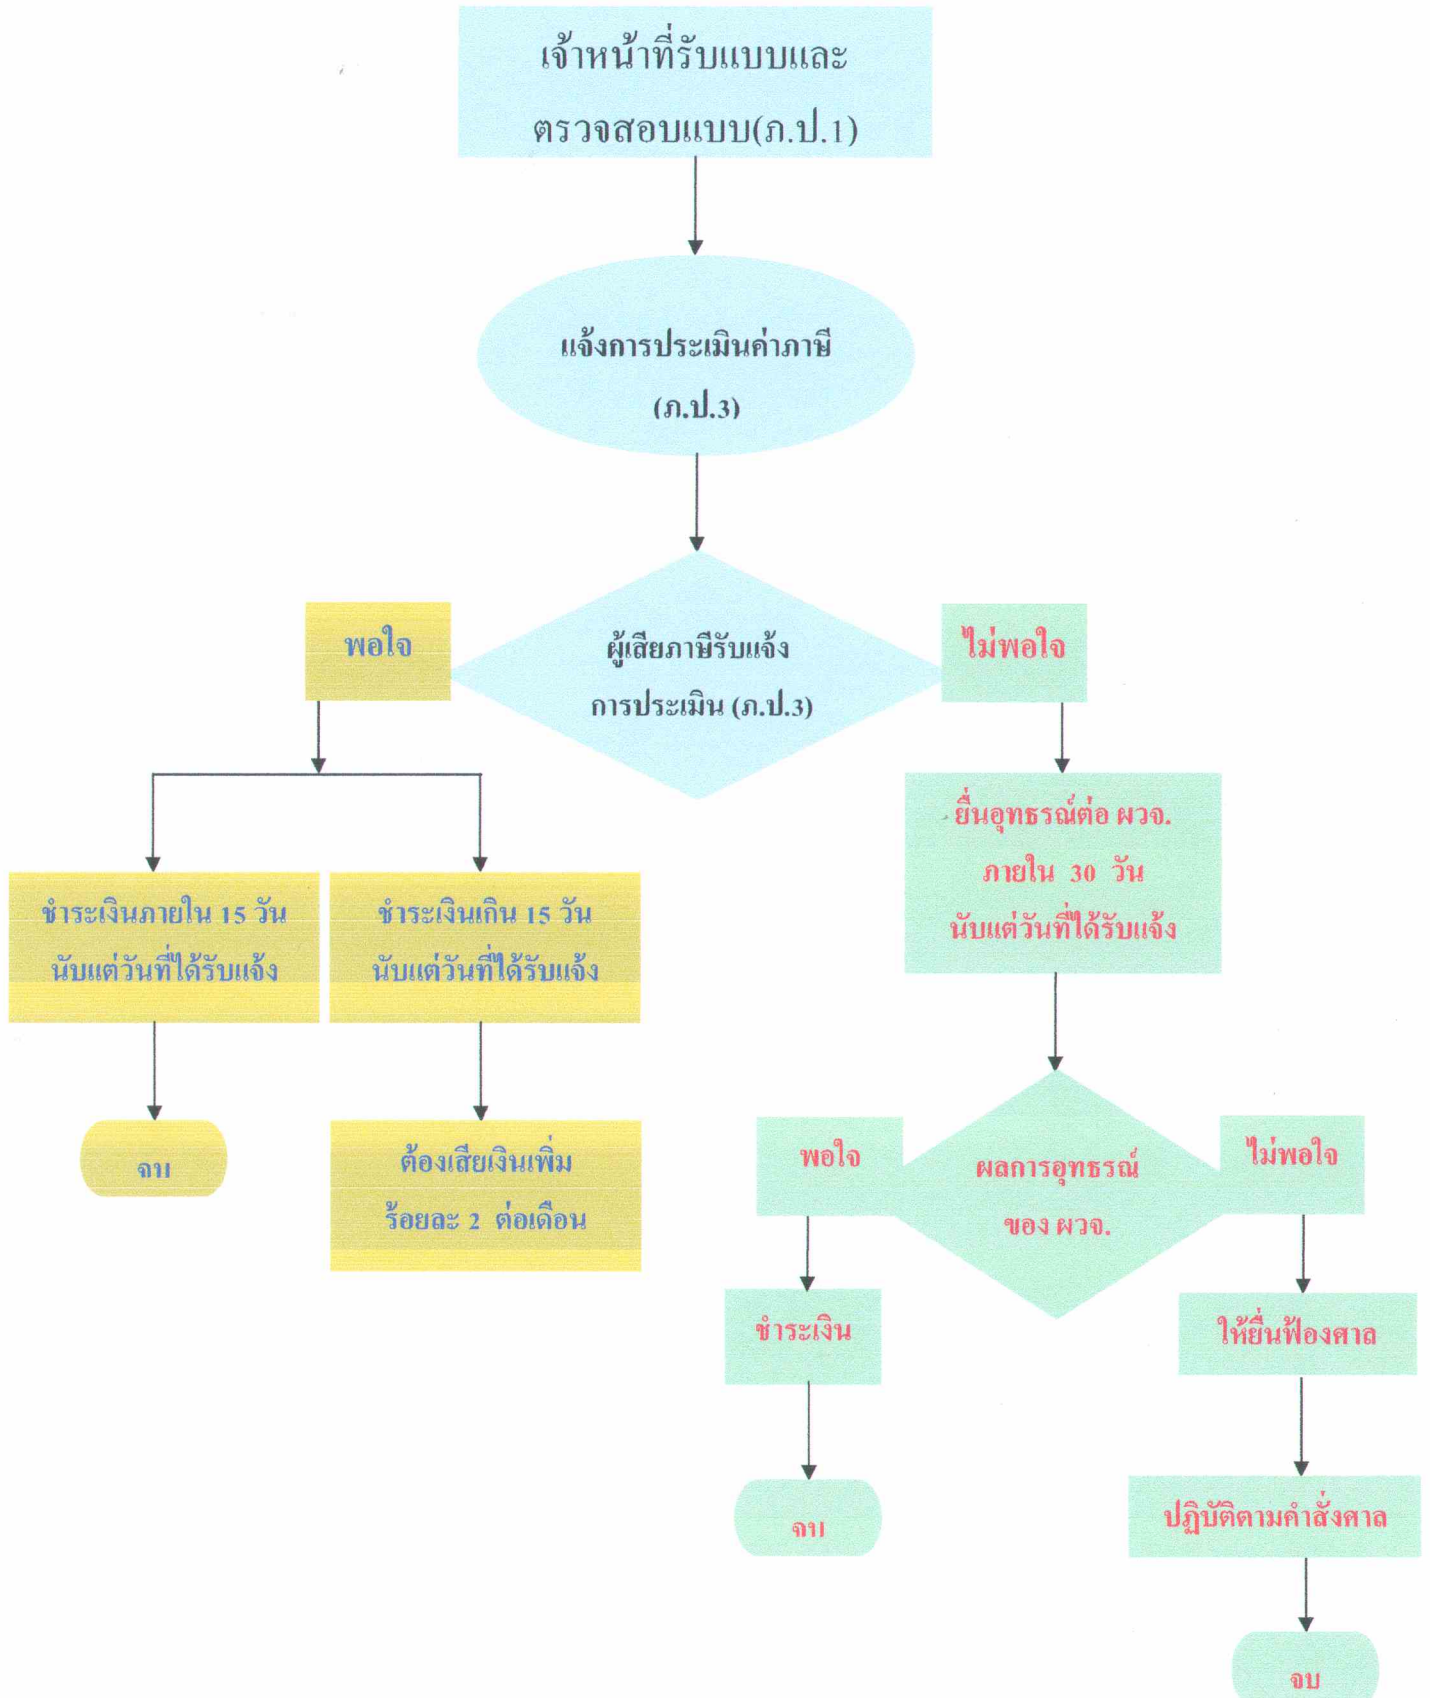 เจ้าหน้าที่รับแบบและ
ตรวจสอบแบบ(ภ.ป.1)
แจ้งการประเมินค่าภาษี
(ภ.ป.3)
ผู้เสียภาษีรับแจ้ง
การประเมิน (ภ.ป.3)
พอใจ
ไม่พอใจ
ชำระเงินภายใน 15 วัน
นับแต่วันที่ได้รับแจ้ง
ชำระเงินเกิน 15 วัน
นับแต่วันที่ได้รับแจ้ง
จบ
ต้องเสียเงินเพิ่ม
ร้อยละ 2 ต่อเดือน
ยื่นอุทธรณ์ต่อ ผวจ.
ภายใน 30 วัน
นับแต่วันที่ได้รับแจ้ง
ผลการอุทธรณ์
ของ ผวจ.
พอใจ
ไม่พอใจ
ชำระเงิน
จบ
ให้ยื่นฟ้องศาล
ปฏิบัติตามคำสั่งศาล
จบ